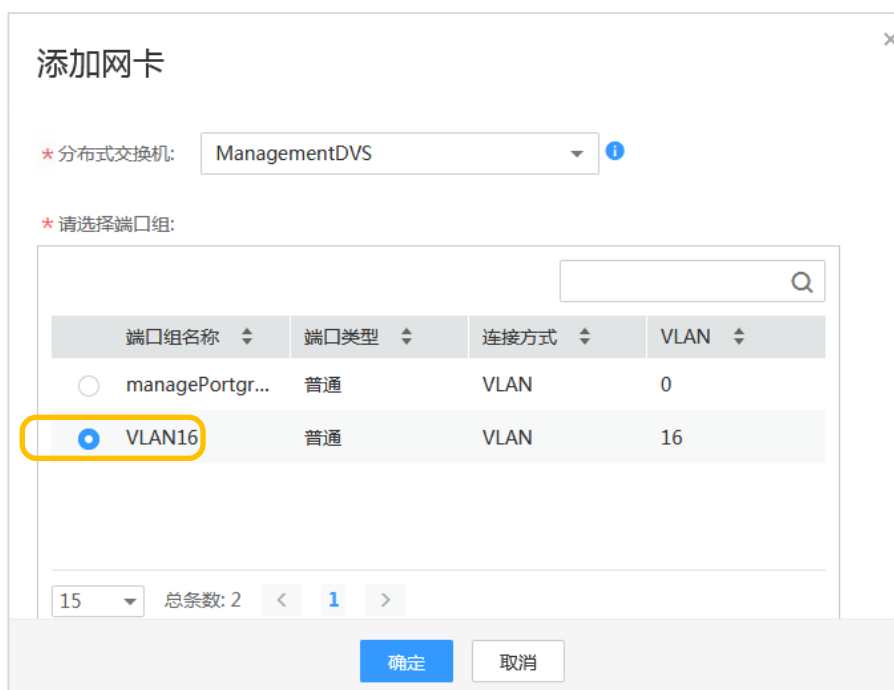 添加网卡
* 分布式交换机: ManagementDVS
* 请选择端口组:
端口组名称 端口类型 连接方式 VLAN
managePortgr... 普通 VLAN 0
VLAN16 普通 VLAN 16
15 总条数: 2 < 1 >
确定 取消